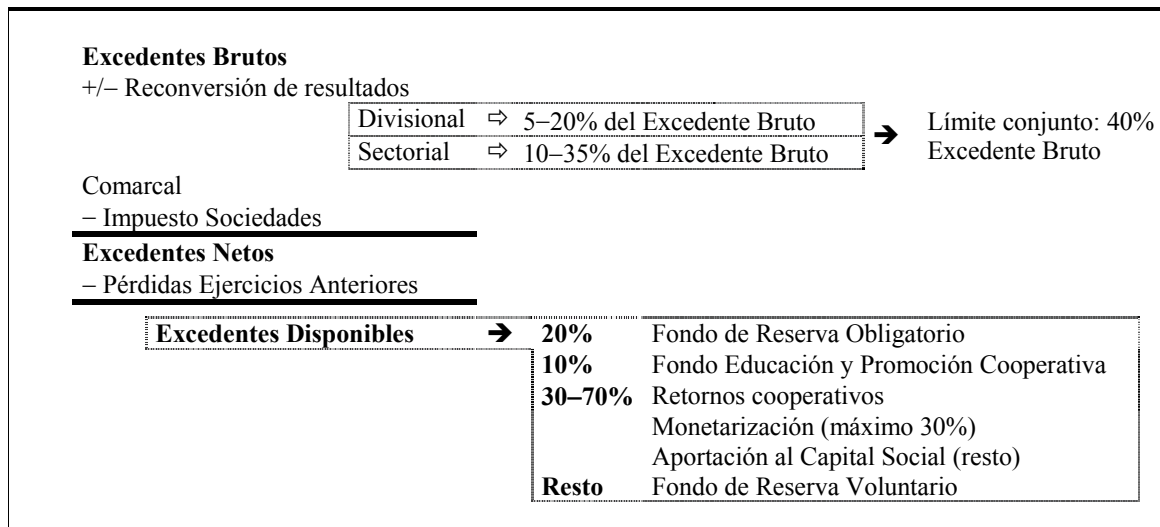 Excedentes Brutos
+/− Reconversión de resultados
Divisional ⇨ 5−20% del Excedente Bruto ➔ Límite conjunto: 40%
Sectorial ⇨ 10−35% del Excedente Bruto Excedente Bruto
Comarcal
− Impuesto Sociedades
Excedentes Netos
− Pérdidas Ejercicios Anteriores
Excedentes Disponibles ➔ 20% Fondo de Reserva Obligatorio
10% Fondo Educación y Promoción Cooperativa
30−70% Retornos cooperativos
Monetarización (máximo 30%)
Aportación al Capital Social (resto)
Resto Fondo de Reserva Voluntario